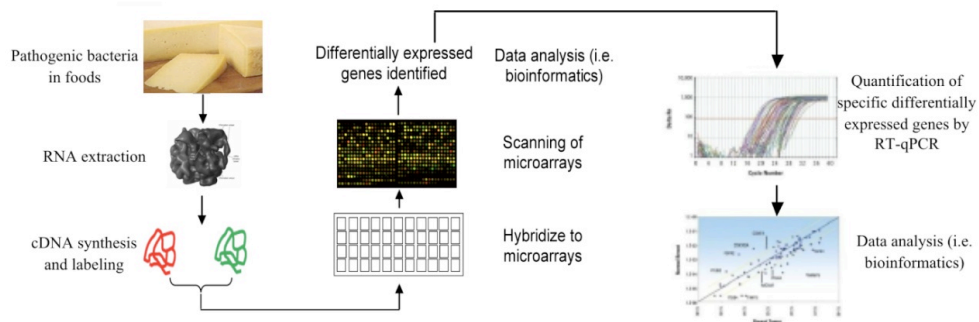 Pathogenic bacteria
in foods
RNA extraction
cDNA synthesis
and labeling
Differentially expressed
genes identified
Data analysis (i.e.
bioinformatics)
Scanning of
microarrays
Hybridize to
microarrays
Quantification of
specific differentially
expressed genes by
RT-qPCR
Cycle Number
Data analysis (i.e.
bioinformatics)